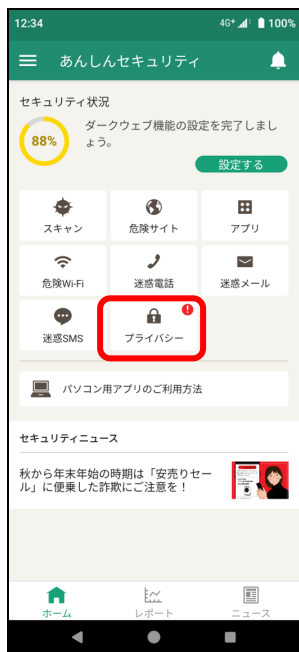 12:34 4G+ 100%
あんしんセキュリティ
セキュリティ状況
88%
ダークウェブ機能の設定を完了しまし
ょう。
設定する
スキャン 危険サイト アプリ
危険Wi-Fi 迷惑電話 迷惑メール
迷惑SMS プライバシー
パソコン用アプリのご利用方法
セキュリティニュース
秋から年末年始の時期は「安売りセー
ル」に便乗した詐欺にご注意を！
ホーム レポート ニュース